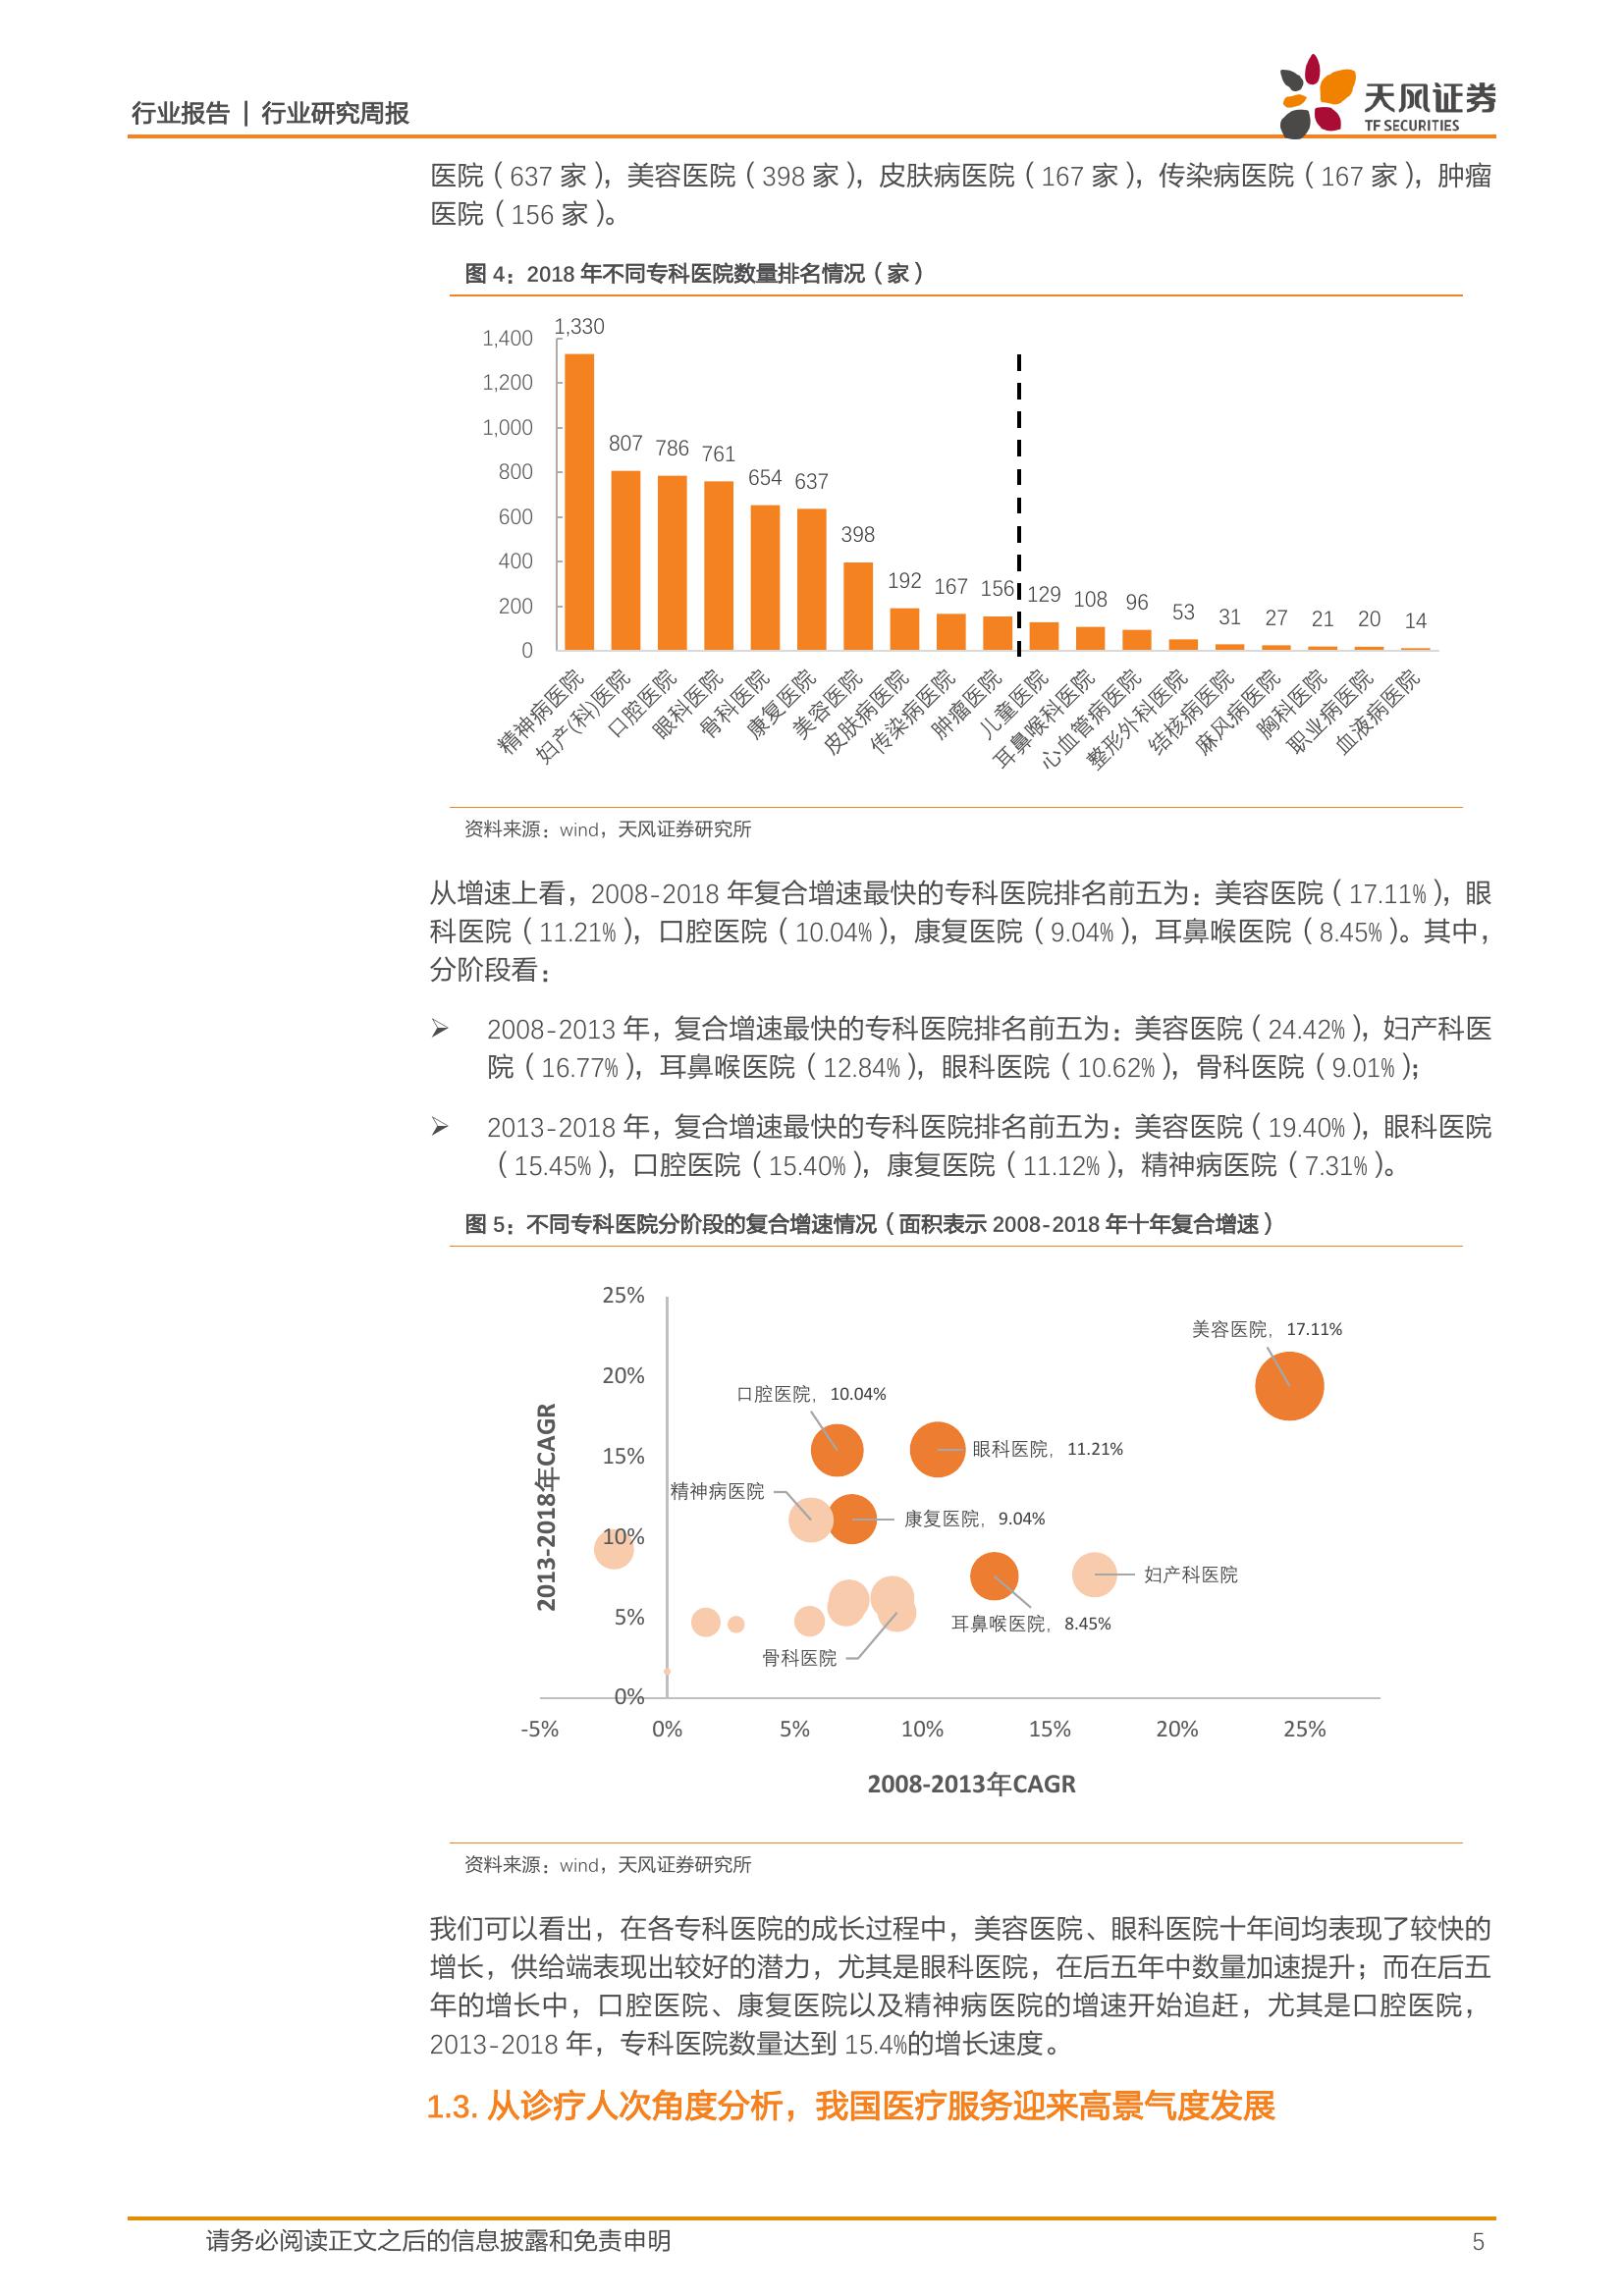 行业报告 | 行业研究周报
天风证券
TF SECURITIES
医院（637 家），美容医院（398 家），皮肤病医院（167 家），传染病医院（167 家），肿瘤
医院（156 家）。
图 4：2018 年不同专科医院数量排名情况（家）
1,400
1,200
1,000
800
600
400
200
0
1,330
807
786
761
654
637
398
192
167
156
129
108
96
53
31
27
21
20
14
精神病医院
妇产(科)医院
口腔医院
眼科医院
骨科医院
康复医院
美容医院
皮肤病医院
传染病医院
肿瘤医院
儿童医院
耳鼻喉科医院
心血管病医院
整形外科医院
结核病医院
麻风病医院
胸科医院
职业病医院
血液病医院
资料来源：wind，天风证券研究所
从增速上看，2008-2018 年复合增速最快的专科医院排名前五为：美容医院（17.11%），眼
科医院（11.21%），口腔医院（10.04%），康复医院（9.04%），耳鼻喉医院（8.45%）。其中，
分阶段看：
➢ 2008-2013 年，复合增速最快的专科医院排名前五为：美容医院（24.42%），妇产科医
院（16.77%），耳鼻喉医院（12.84%），眼科医院（10.62%），骨科医院（9.01%）；
➢ 2013-2018 年，复合增速最快的专科医院排名前五为：美容医院（19.40%），眼科医院
（15.45%），口腔医院（15.40%），康复医院（11.12%），精神病医院（7.31%）。
图 5：不同专科医院分阶段的复合增速情况（面积表示 2008-2018 年十年复合增速）
25%
20%
15%
10%
5%
0%
2013-2018年CAGR
美容医院，17.11%
口腔医院，10.04%
眼科医院，11.21%
精神病医院
康复医院，9.04%
妇产科医院
耳鼻喉医院，8.45%
骨科医院
-5%
0%
5%
10%
15%
20%
25%
2008-2013年CAGR
资料来源：wind，天风证券研究所
我们可以看出，在各专科医院的成长过程中，美容医院、眼科医院十年间均表现了较快的
增长，供给端表现出较好的潜力，尤其是眼科医院，在后五年中数量加速提升；而在后五
年的增长中，口腔医院、康复医院以及精神病医院的增速开始追赶，尤其是口腔医院，
2013-2018 年，专科医院数量达到 15.4%的增长速度。
1.3. 从诊疗人次角度分析，我国医疗服务迎来高景气度发展
请务必阅读正文之后的信息披露和免责申明
5